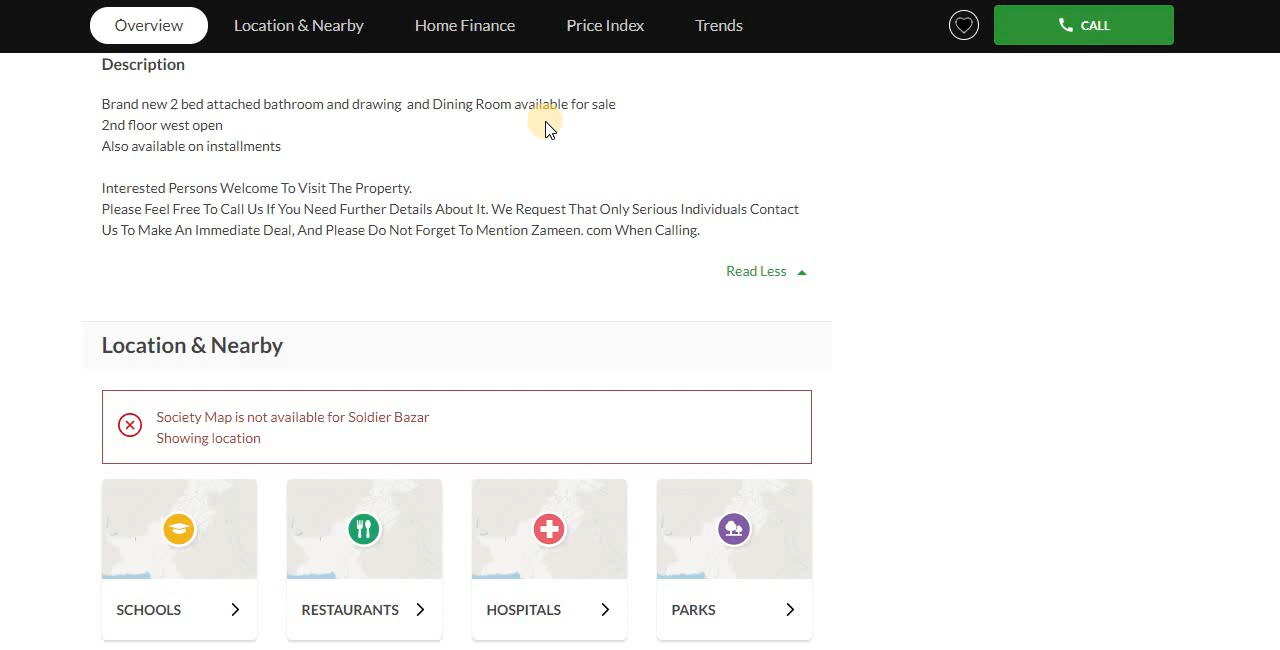 Overview Location & Nearby Home Finance Price Index Trends CALL
Description
Brand new 2 bed attached bathroom and drawing and Dining Room available for sale
2nd floor west open
Also available on installments
Interested Persons Welcome To Visit The Property.
Please Feel Free To Call Us If You Need Further Details About It. We Request That Only Serious Individuals Contact
Us To Make An Immediate Deal, And Please Do Not Forget To Mention Zameen. com When Calling.
Read Less
Location & Nearby
Society Map is not available for Soldier Bazar
Showing location
SCHOOLS RESTAURANTS HOSPITALS PARKS